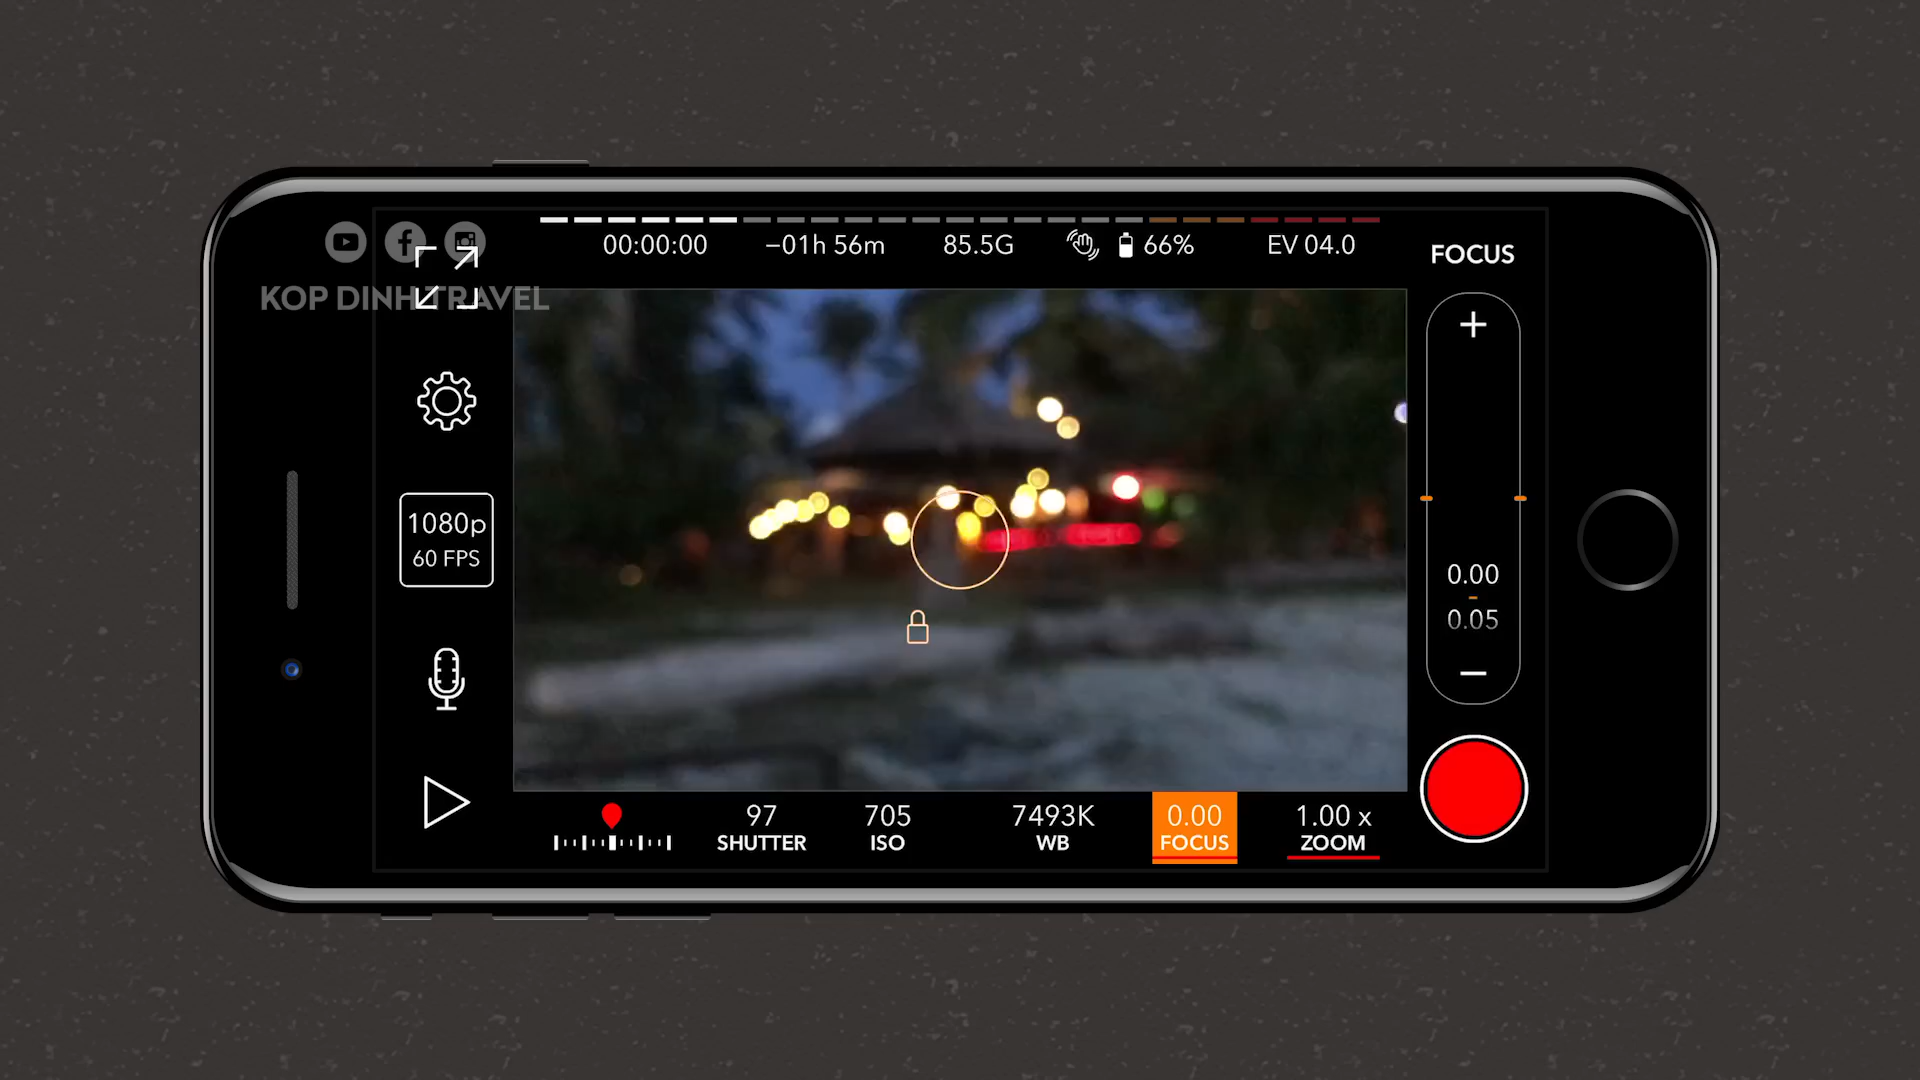 KOP DINH TRAVEL
00:00:00
−01h 56m
85.5G
66%
EV 04.0
FOCUS
1080p
60 FPS
0.00
0.05
97
SHUTTER
705
ISO
7493K
WB
0.00
FOCUS
1.00 x
ZOOM